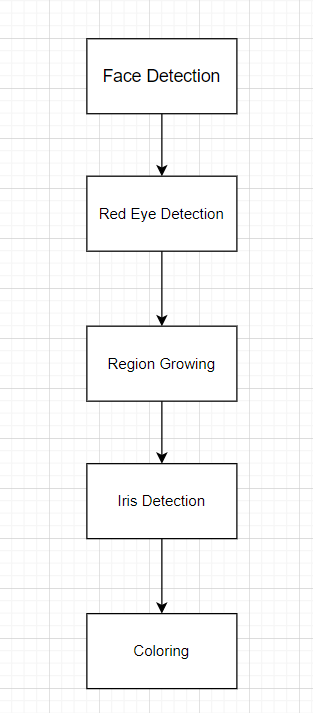 Face Detection
Red Eye Detection
Region Growing
Iris Detection
Coloring